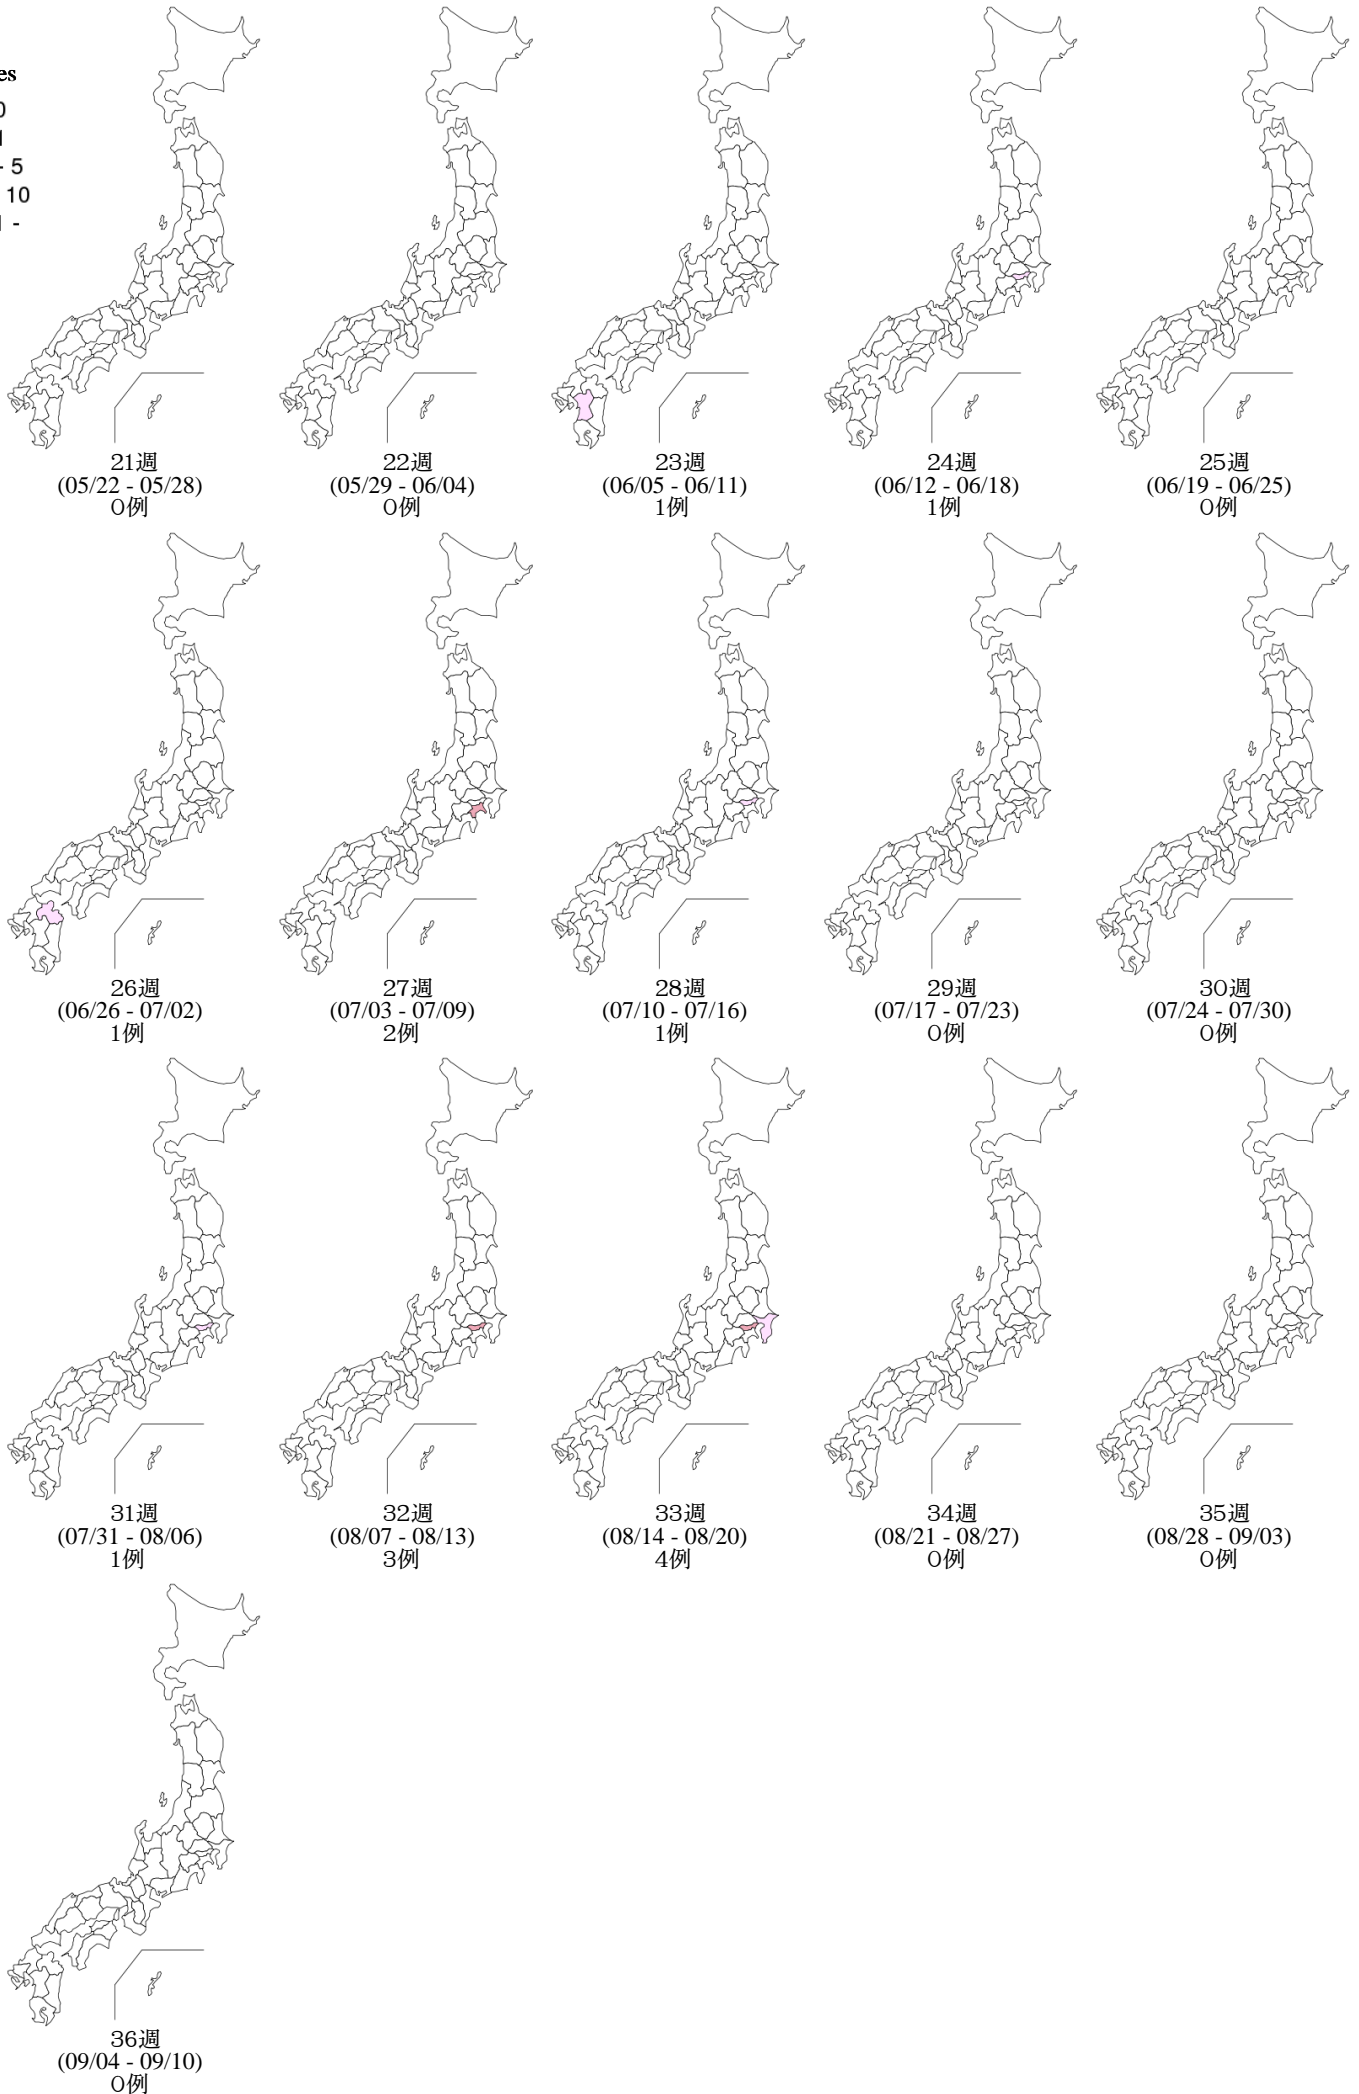 es
0
1
- 5
10
-
21週
(05/22 - 05/28)
0例
22週
(05/29 - 06/04)
0例
23週
(06/05 - 06/11)
1例
24週
(06/12 - 06/18)
1例
25週
(06/19 - 06/25)
0例
26週
(06/26 - 07/02)
1例
27週
(07/03 - 07/09)
2例
28週
(07/10 - 07/16)
1例
29週
(07/17 - 07/23)
0例
30週
(07/24 - 07/30)
0例
31週
(07/31 - 08/06)
1例
32週
(08/07 - 08/13)
3例
33週
(08/14 - 08/20)
4例
34週
(08/21 - 08/27)
0例
35週
(08/28 - 09/03)
0例
36週
(09/04 - 09/10)
0例